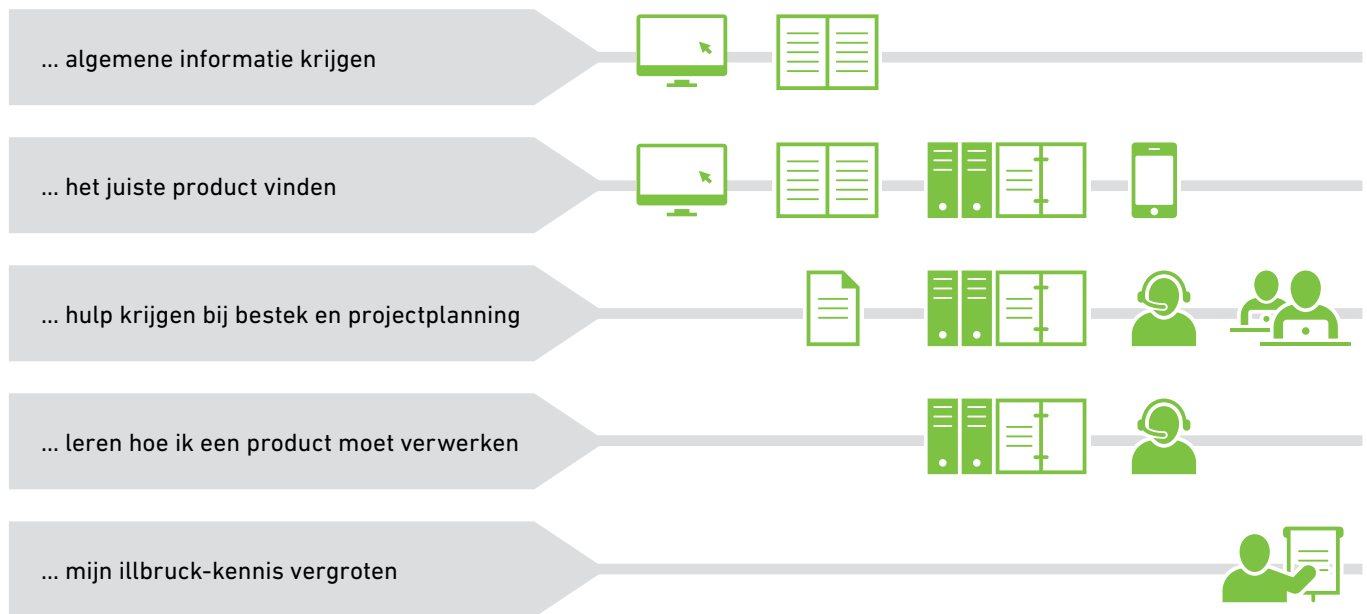 ... algemene informatie krijgen
... het juiste product vinden
... hulp krijgen bij bestek en projectplanning
... leren hoe ik een product moet verwerken
... mijn illbruck-kennis vergroten